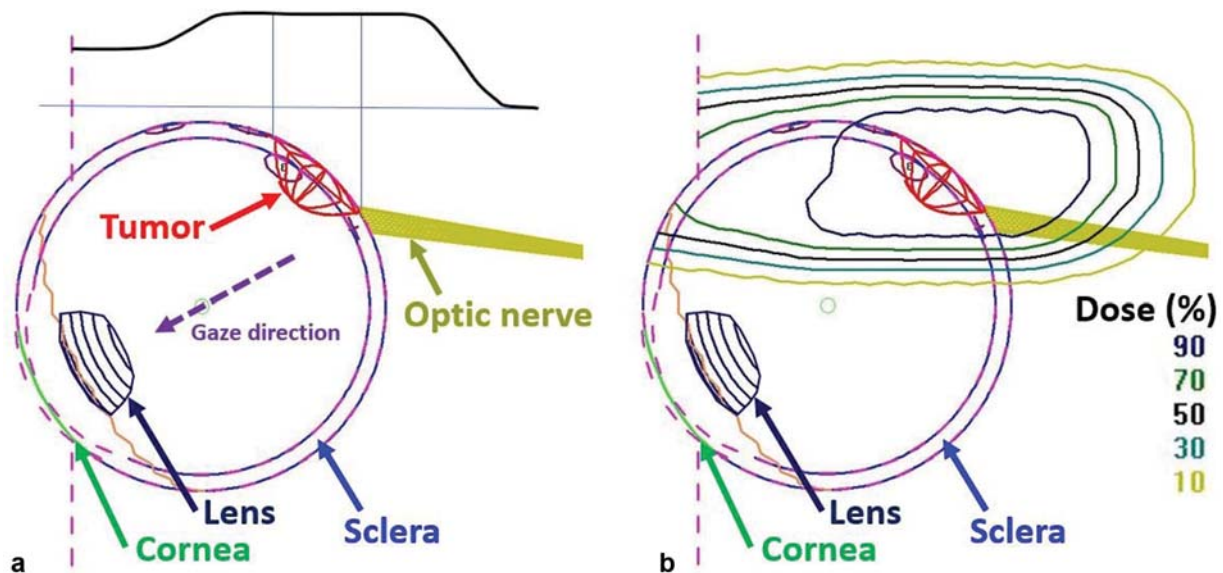 Tumor
Optic nerve
Gaze direction
Lens
Sclera
Cornea
a
Dose (%)
90
70
50
30
10
Lens
Sclera
Cornea
b